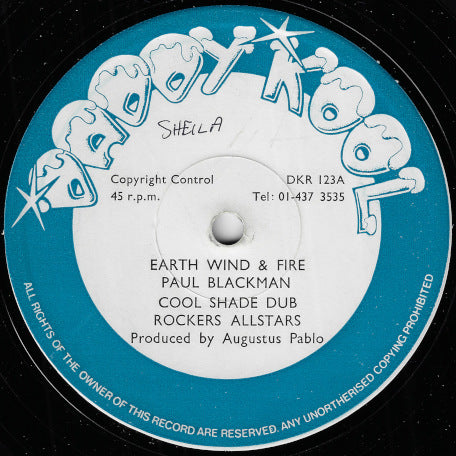 DADDY KOOL
SHEILA
Copyright Control DKR 123A
45 r.p.m. Tel: 01-437 3535
EARTH WIND & FIRE
PAUL BLACKMAN
COOL SHADE DUB
ROCKERS ALLSTARS
Produced by Augustus Pablo
ALL RIGHTS OF THE OWNER OF THIS RECORD ARE RESERVED. ANY UNORTHERISED COPYING PROHIBITED